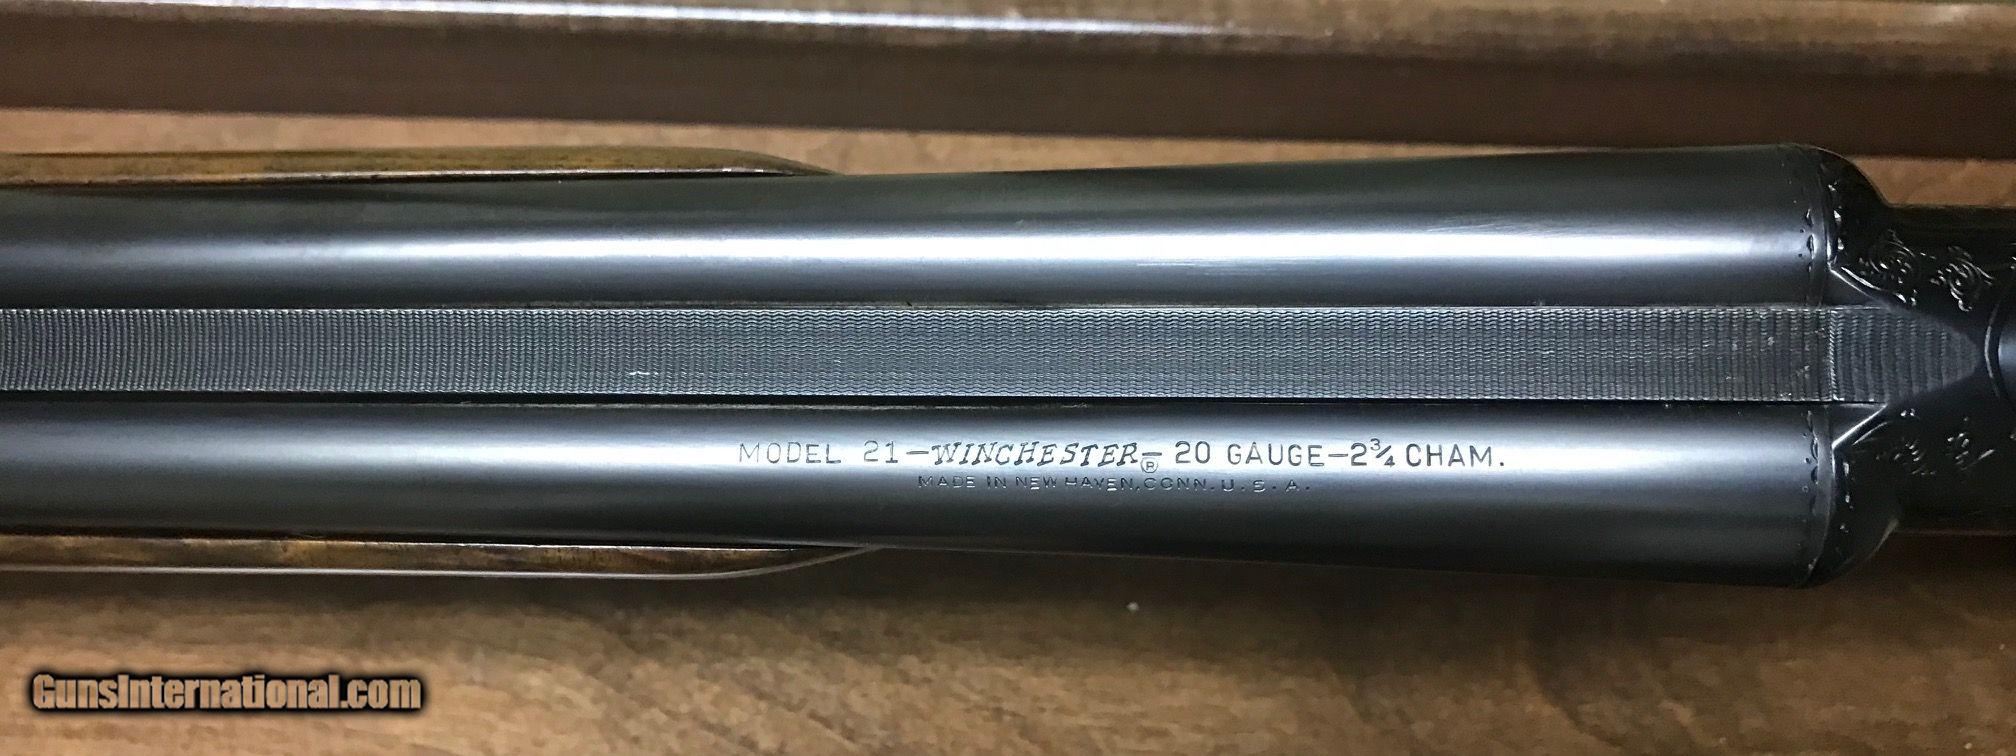 MODEL 21-WINCHESTER®-20 GAUGE-2¾ CHAM.
MADE IN NEW HAVEN, CONN. U. S. A.
GunsInternational.com